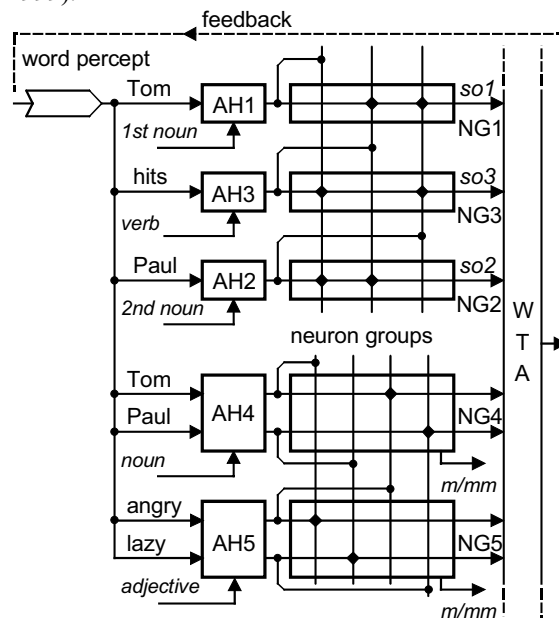 feedback
word percept
Tom
AH1
so1
1st noun
NG1
hits
AH3
so3
verb
NG3
Paul
AH2
so2
2nd noun
NG2
neuron groups
W
T
A
Tom
AH4
Paul
NG4
noun
m/mm
angry
AH5
NG5
lazy
adjective
m/mm